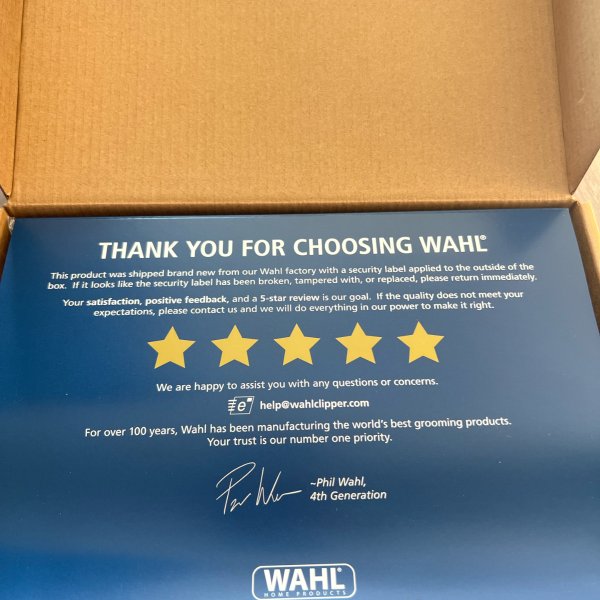 THANK YOU FOR CHOOSING WAHL®
This product was shipped brand new from our Wahl factory with a security label applied to the outside of the
box. If it looks like the security label has been broken, tampered with, or replaced, please return immediately.
Your satisfaction, positive feedback, and a 5-star review is our goal. If the quality does not meet your
expectations, please contact us and we will do everything in our power to make it right.
We are happy to assist you with any questions or concerns.
e help@wahlclipper.com
For over 100 years, Wahl has been manufacturing the world's best grooming products.
Your trust is our number one priority.
~Phil Wahl,
4th Generation
WAHL®
HOME PRODUCTS